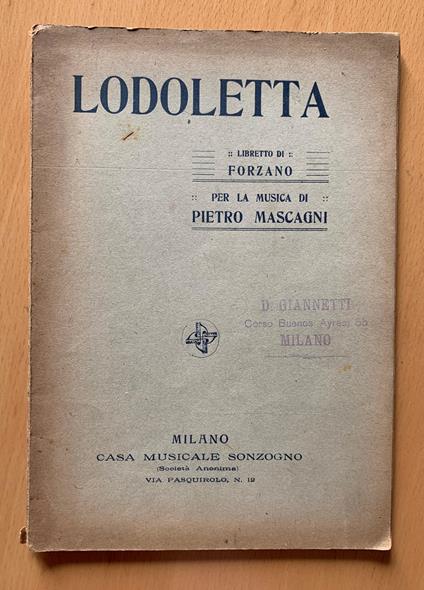 LODOLETTA
:: LIBRETTO DI ::
FORZANO
:: PER LA MUSICA DI ::
PIETRO MASCAGNI
D. GIANNETTI
Corso Buenos Ayres, 55
MILANO
MILANO
CASA MUSICALE SONZOGNO
(Società Anonima)
VIA PASQUIROLO, N. 12